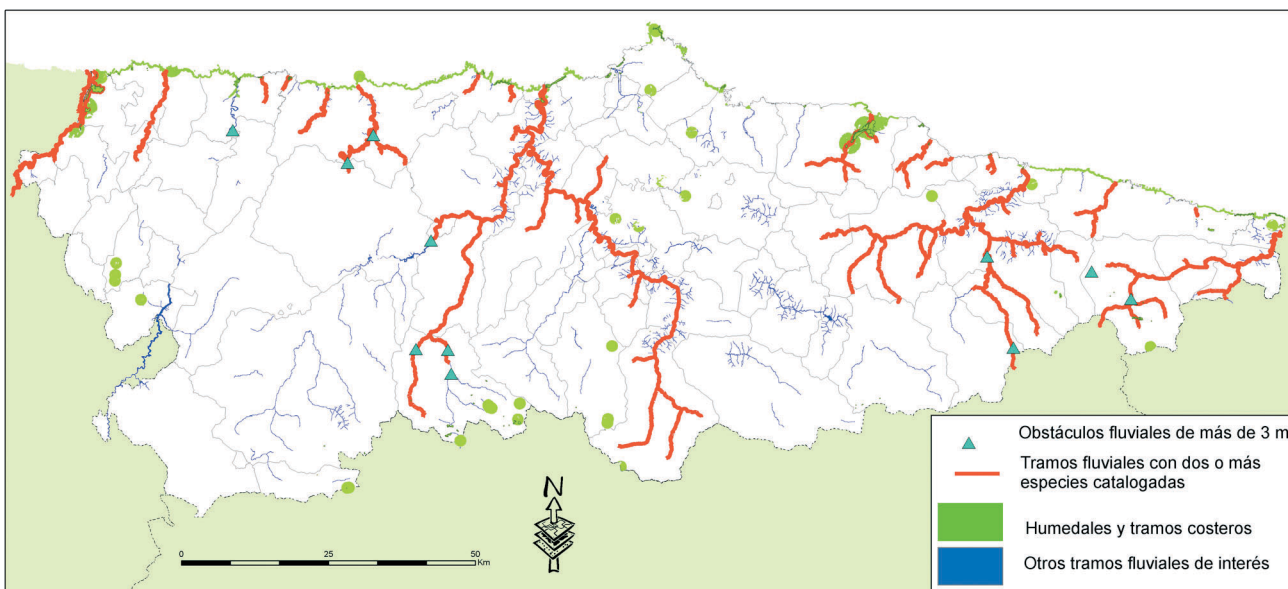 N
0
25
50
Km
Obstáculos fluviales de más de 3 m
Tramos fluviales con dos o más
especies catalogadas
Humedales y tramos costeros
Otros tramos fluviales de interés